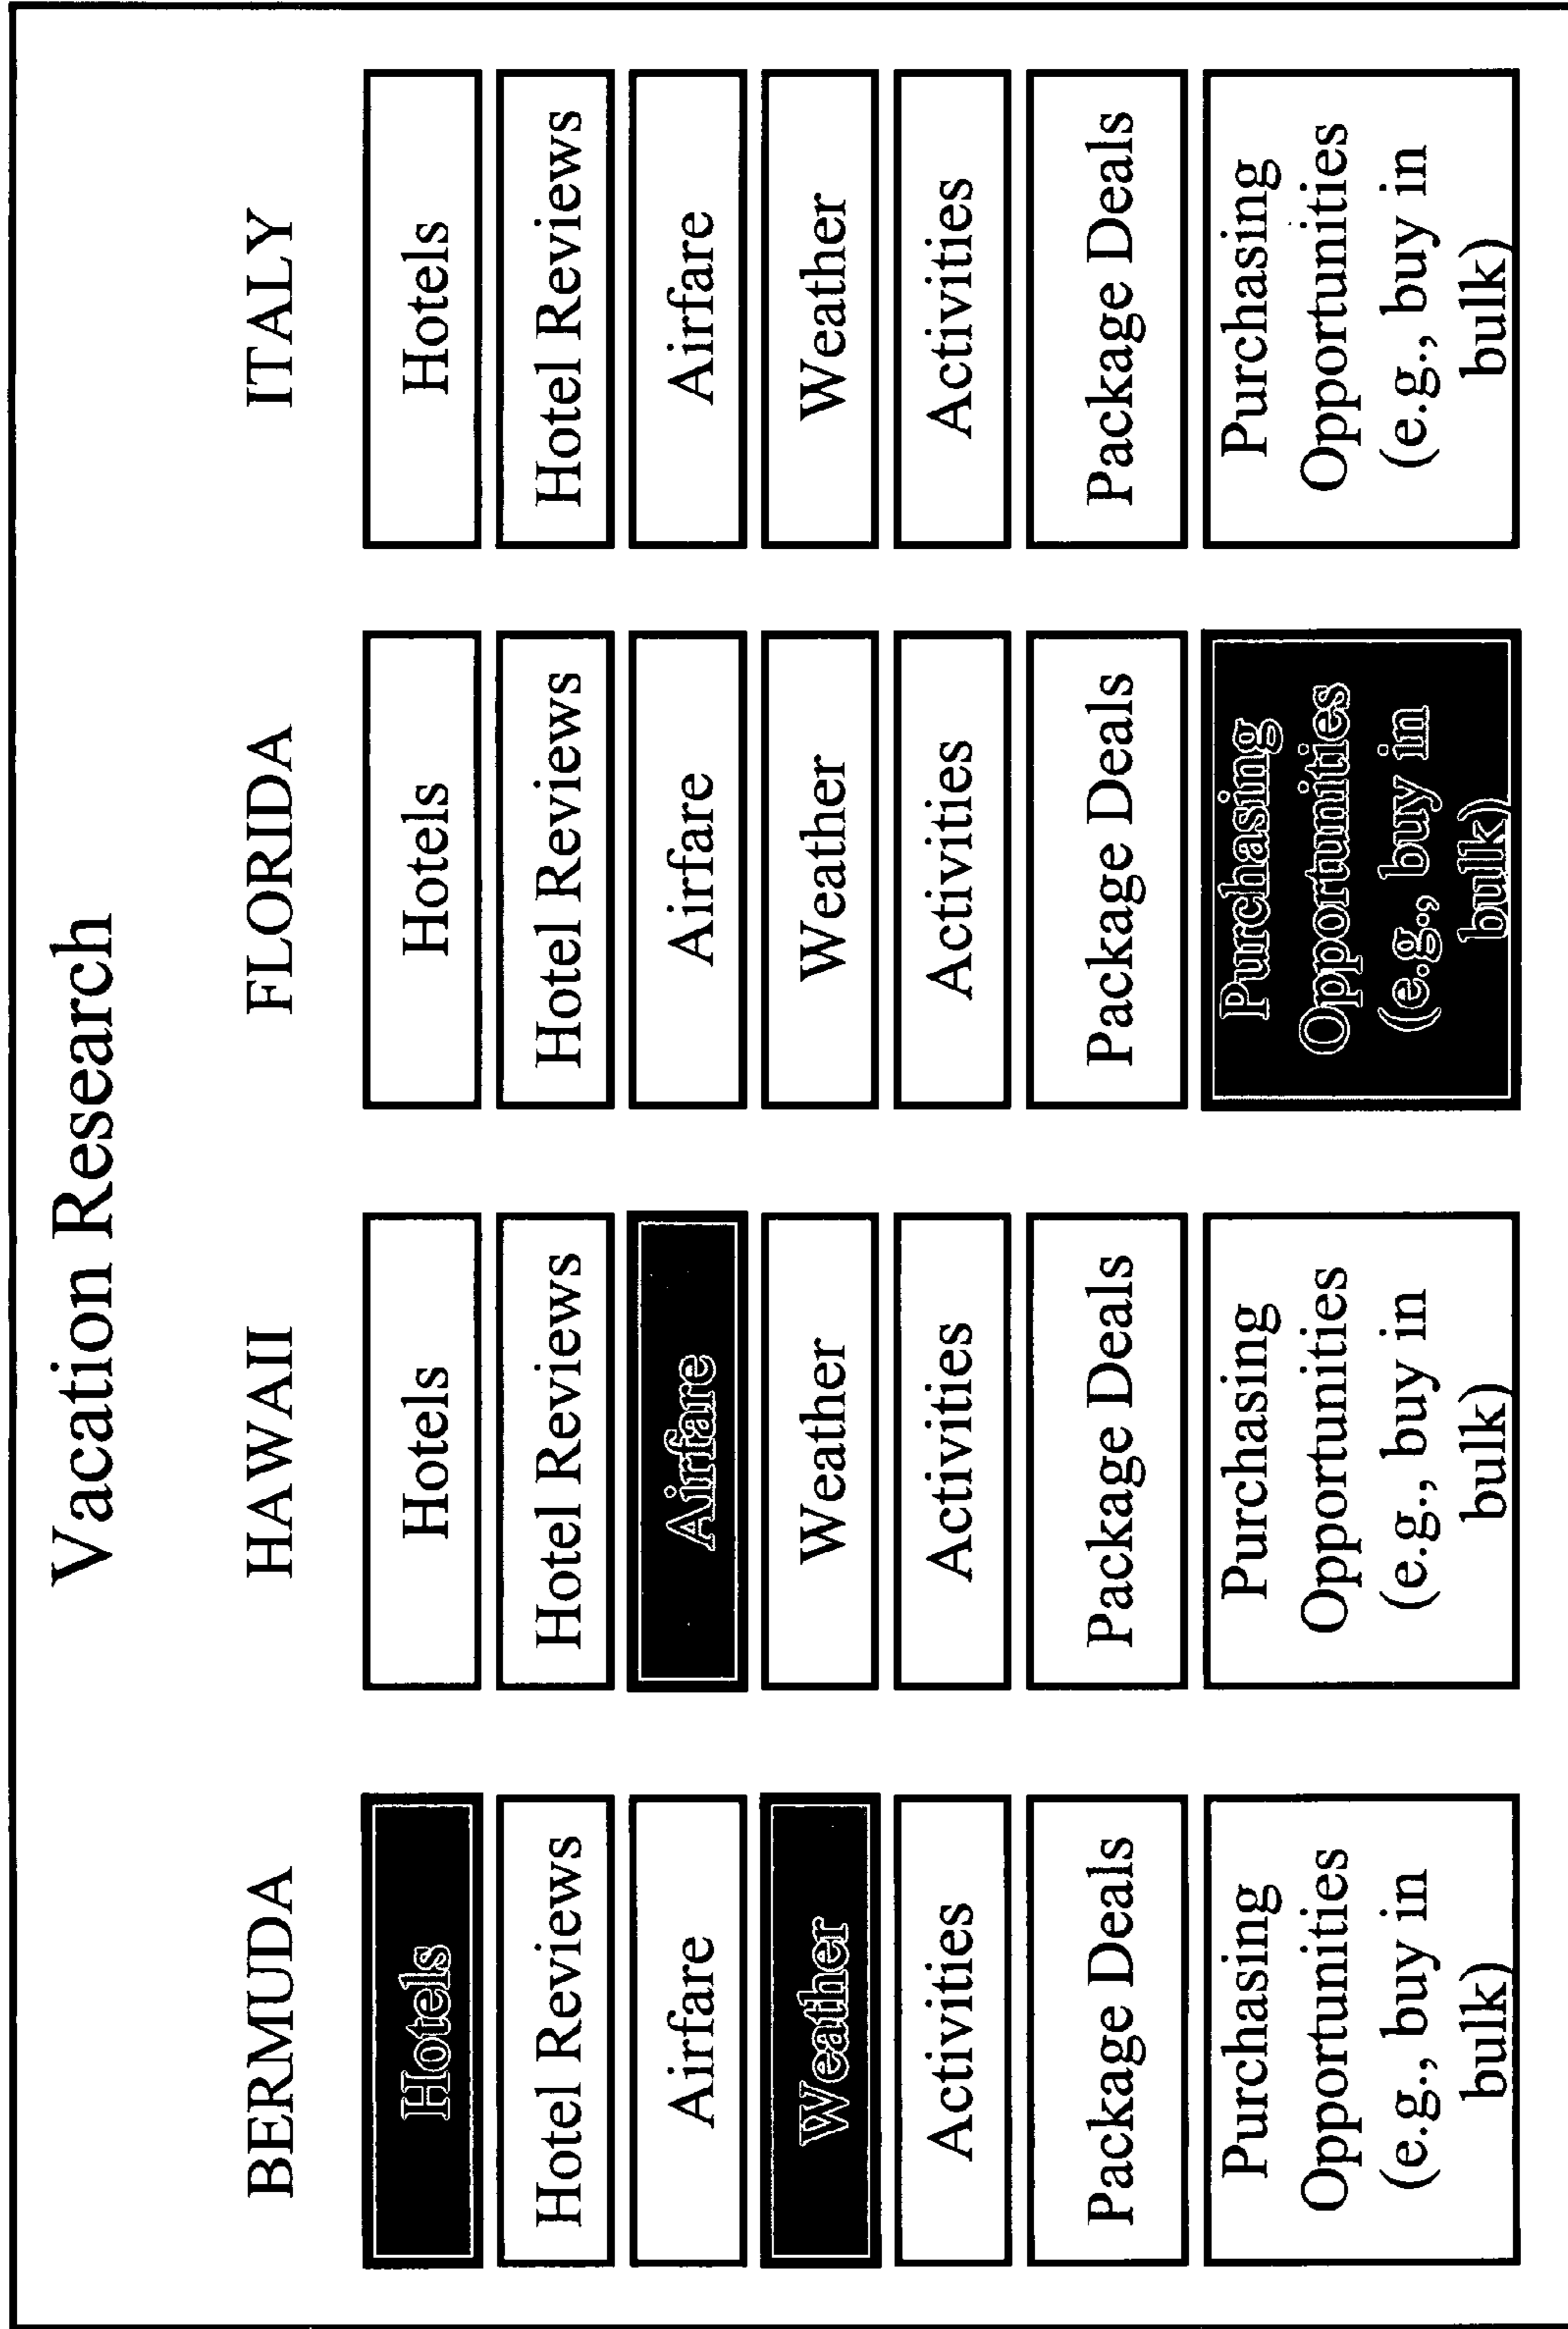 Vacation Research
BERMUDA
Hotels
Hotel Reviews
Airfare
Weather
Activities
Package Deals
Purchasing
Opportunities
(e.g., buy in
bulk)
HAWAII
Hotels
Hotel Reviews
Airfare
Weather
Activities
Package Deals
Purchasing
Opportunities
(e.g., buy in
bulk)
FLORIDA
Hotels
Hotel Reviews
Airfare
Weather
Activities
Package Deals
Purchasing
Opportunities
(e.g., buy in
bulk)
ITALY
Hotels
Hotel Reviews
Airfare
Weather
Activities
Package Deals
Purchasing
Opportunities
(e.g., buy in
bulk)